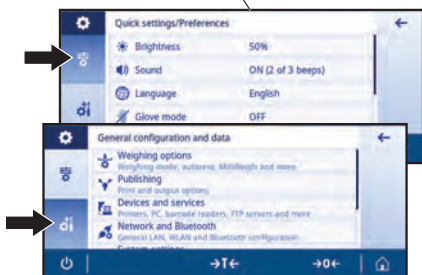 Quick settings/Preferences
Brightness 50%
Sound ON (2 of 3 beeps)
Language English
Glove mode OFF
General configuration and data
Weighing options
Weighing mode, autozero, MinWeigh and more
Publishing
Print and output options
Devices and services
Printers, PC, barcode readers, FTP servers and more
Network and Bluetooth
General LAN, WLAN and Bluetooth configuration
System settings
→T← →0←